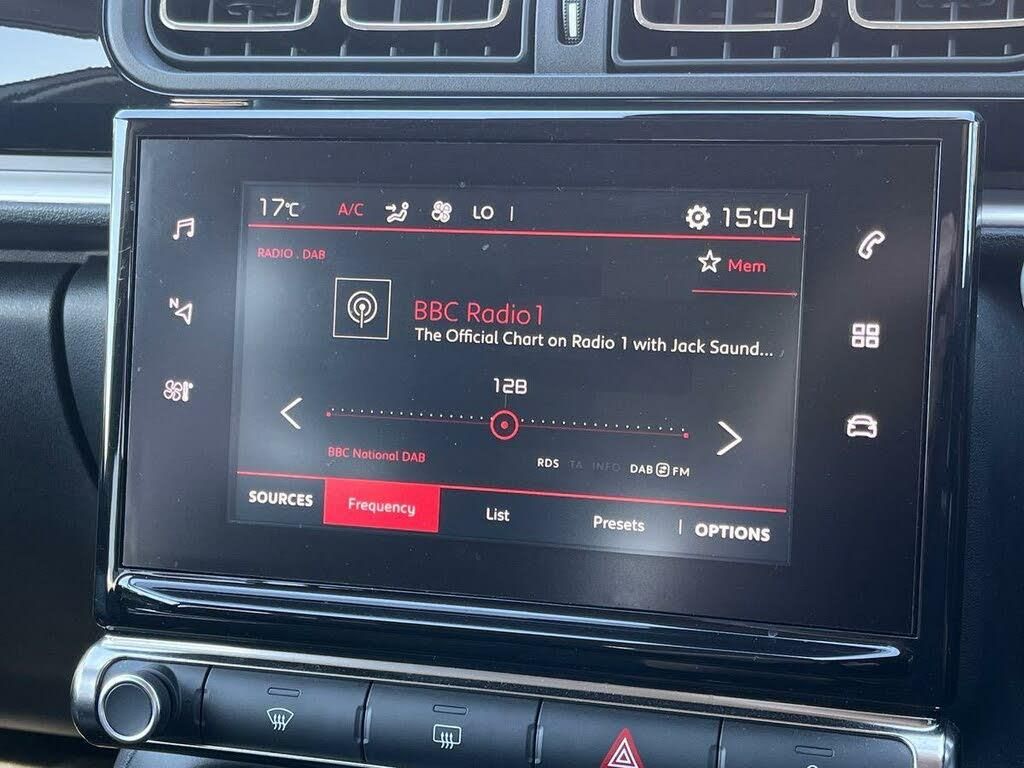 17°C A/C LO | 15:04
RADIO . DAB
Mem
BBC Radio 1
The Official Chart on Radio 1 with Jack Saund...
12B
N
BBC National DAB
RDS TA INFO DAB FM
SOURCES Frequency List Presets | OPTIONS